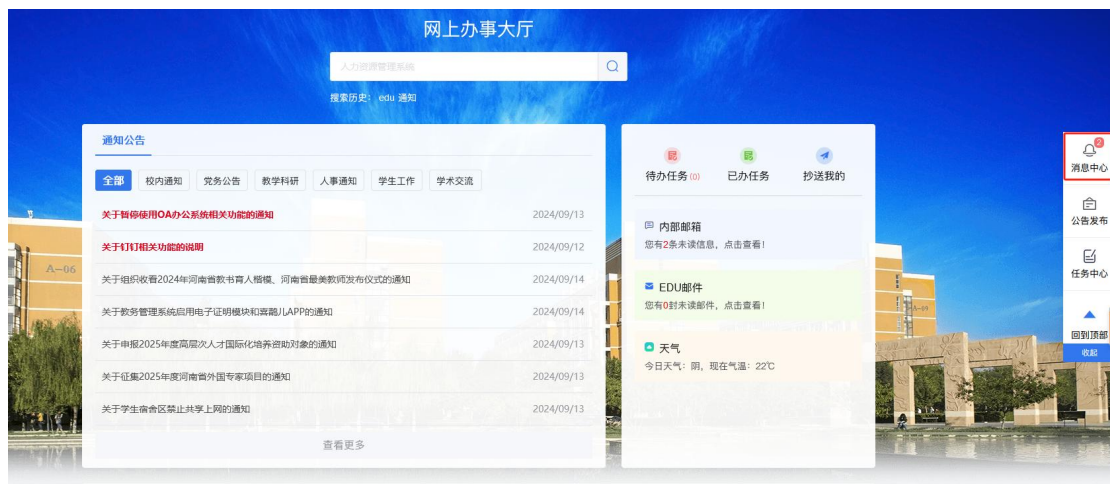 网上办事大厅
人力资源管理系统
搜索历史： edu 通知
通知公告
全部 校内通知 党务公告 教学科研 人事通知 学生工作 学术交流
关于暂停使用OA办公系统相关功能的通知 2024/09/13
关于钉钉相关功能的说明 2024/09/12
关于组织收看2024年河南省教书育人楷模、河南省最美教师发布仪式的通知 2024/09/14
关于教务管理系统启用电子证明模块和喜鹊儿APP的通知 2024/09/14
关于申报2025年度高层次人才国际化培养资助对象的通知 2024/09/13
关于征集2025年度河南省外国专家项目的通知 2024/09/13
关于学生宿舍区禁止共享上网的通知 2024/09/13
查看更多
待办任务(0) 已办任务 抄送我的
内部邮箱
您有2条未读信息，点击查看！
EDU邮件
您有0封未读邮件，点击查看！
天气
今日天气：阴，现在气温：22℃
2
消息中心
公告发布
任务中心
回到顶部
收起
A-06
A-05